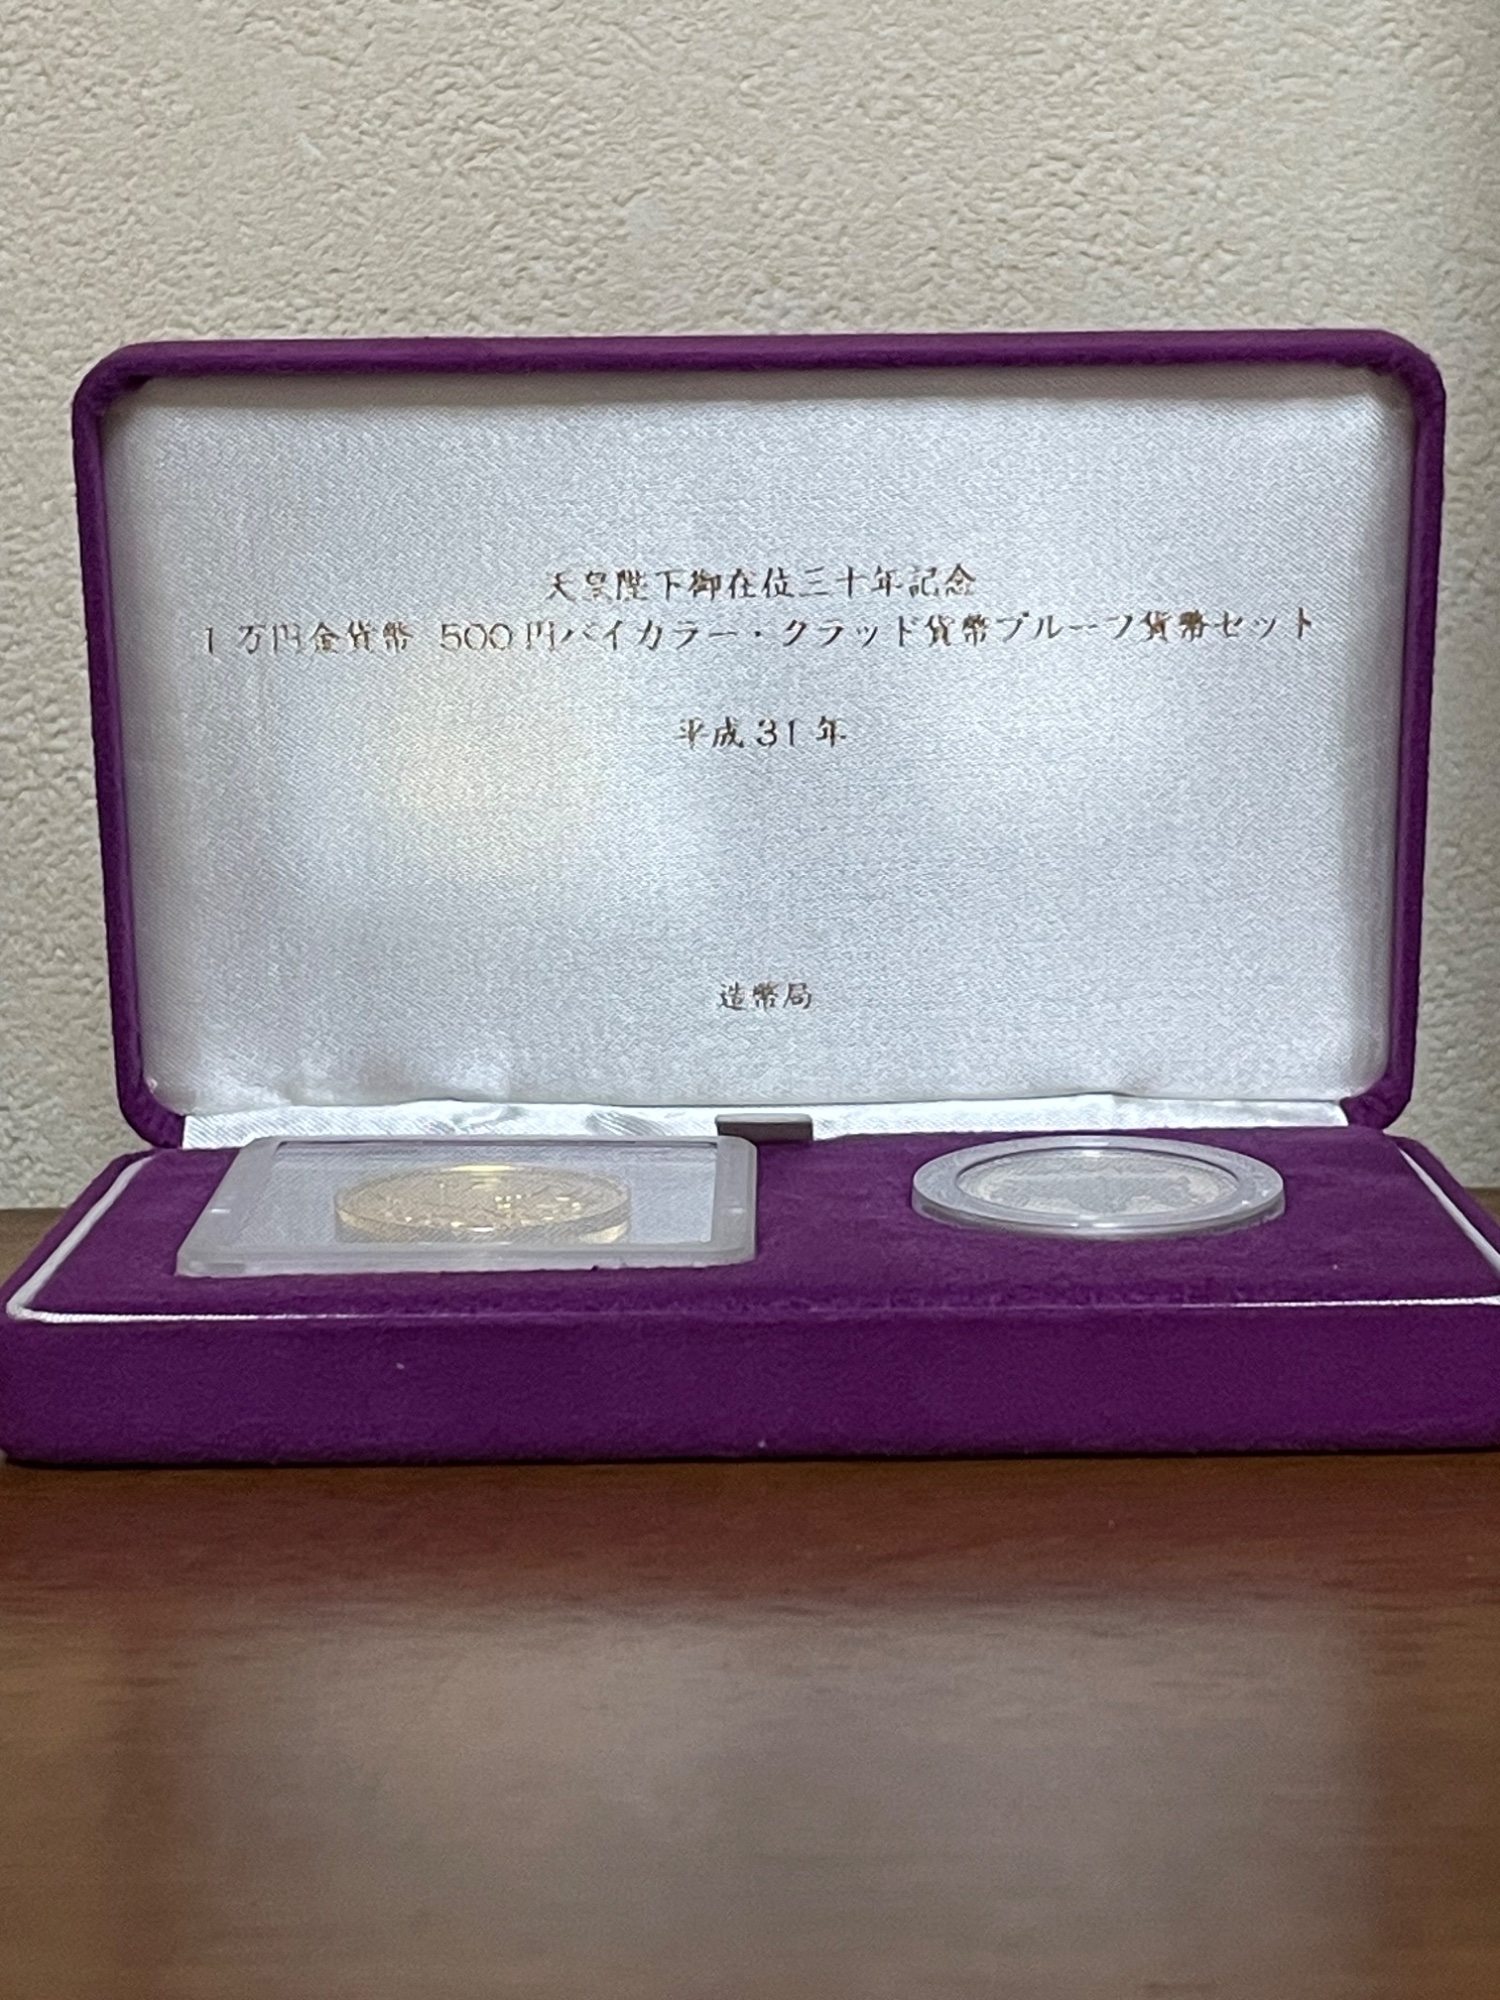 天皇陛下御在位三十年記念
1万円金貨幣 500円バイカラー・クラッド貨幣プルーフ貨幣セット
平成31年
造幣局